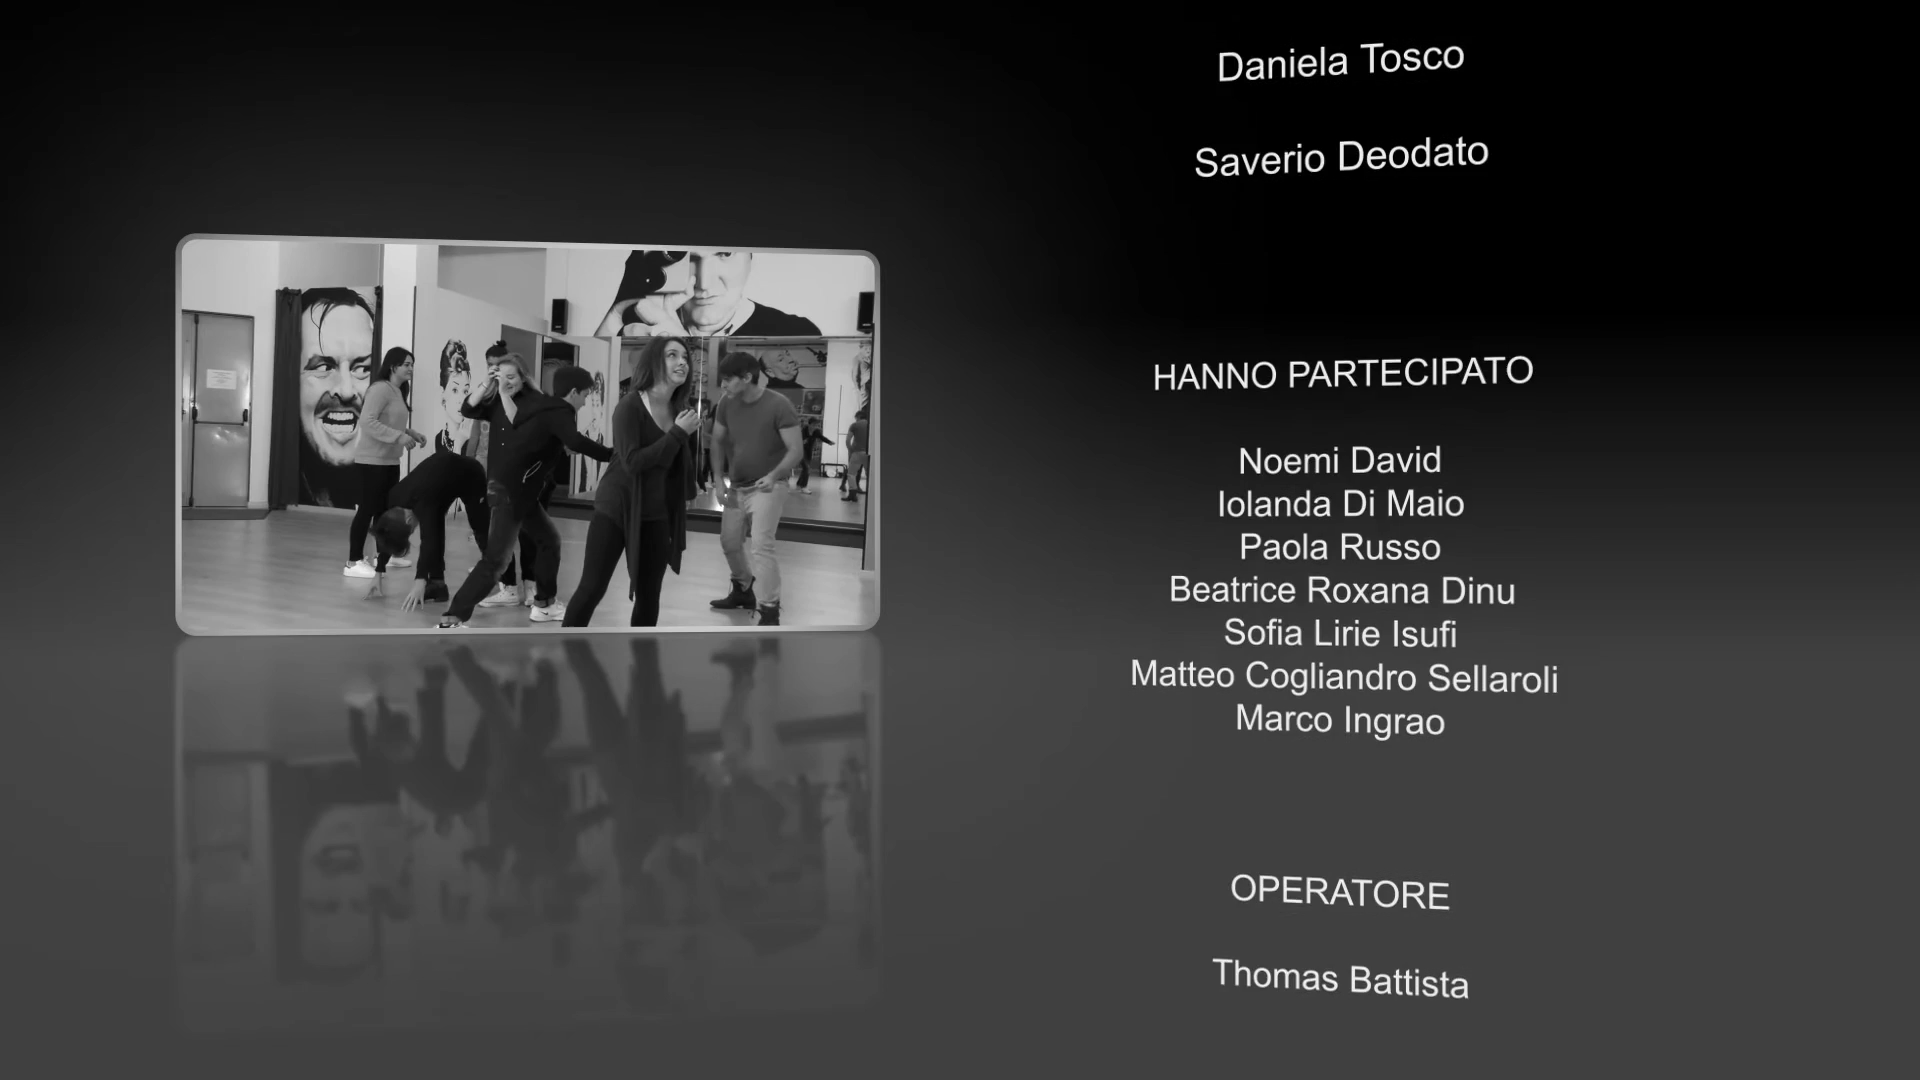 Daniela Tosco
Saverio Deodato
HANNO PARTECIPATO
Noemi David
Iolanda Di Maio
Paola Russo
Beatrice Roxana Dinu
Sofia Lirie Isufi
Matteo Cogliandro Sellaroli
Marco Ingrao
OPERATORE
Thomas Battista